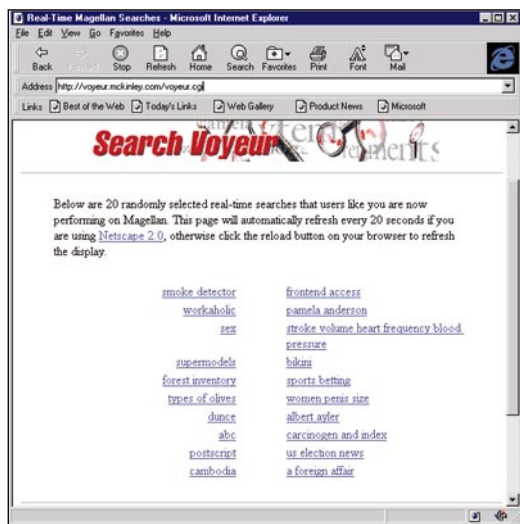 Real-Time Magellan Searches - Microsoft Internet Explorer
File Edit View Go Favorites Help
Back Forward Stop Refresh Home Search Favorites Print Font Mail
Address http://voyeur.mckinley.com/voyeur.cgi
Links Best of the Web Today's Links Web Gallery Product News Microsoft
Search Voyeur
Below are 20 randomly selected real-time searches that users like you are now
performing on Magellan. This page will automatically refresh every 20 seconds if you
are using Netscape 2.0, otherwise click the reload button on your browser to refresh
the display.
smoke detector frontend access
workaholic pamela anderson
sex stroke volume heart frequency blood
pressure
supermodels bikini
forest inventory sports betting
types of olives women penis size
dunce albert ayler
abc carcinogen and index
postscript us election news
cambodia a foreign affair